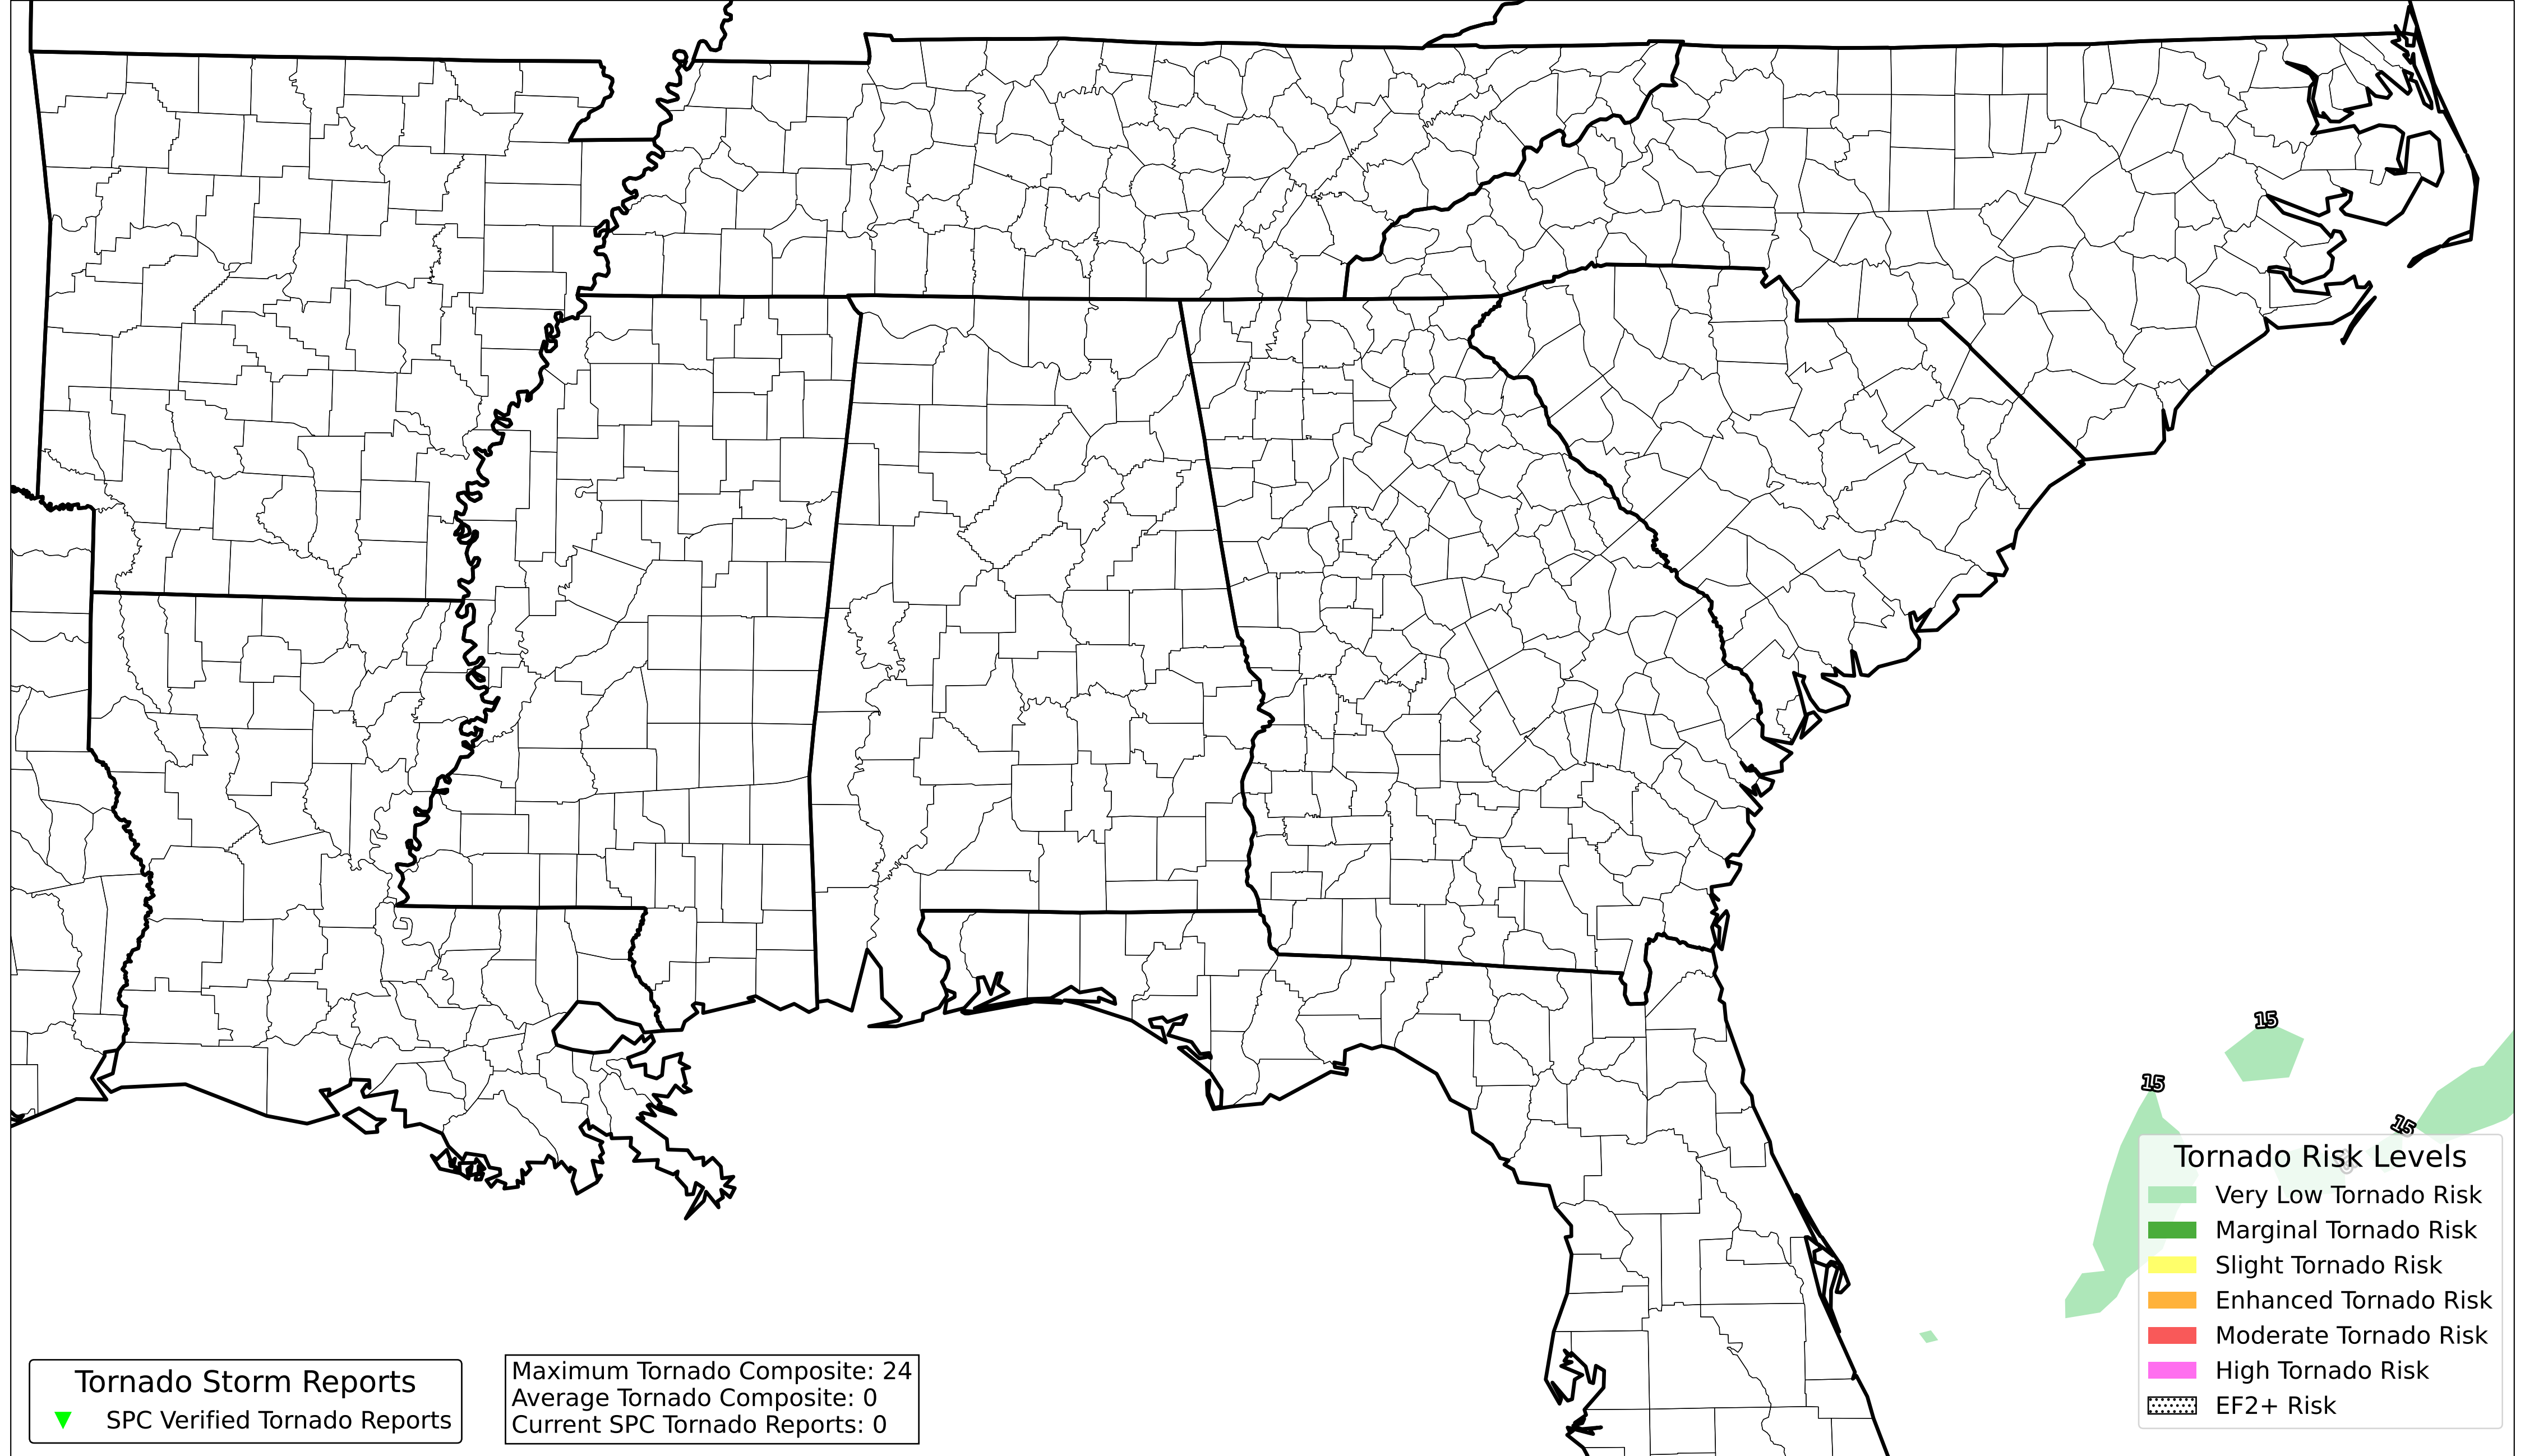 15
15
15
Tornado Risk Levels
Very Low Tornado Risk
Marginal Tornado Risk
Slight Tornado Risk
Enhanced Tornado Risk
Moderate Tornado Risk
High Tornado Risk
EF2+ Risk
Tornado Storm Reports
SPC Verified Tornado Reports
Maximum Tornado Composite: 24
Average Tornado Composite: 0
Current SPC Tornado Reports: 0